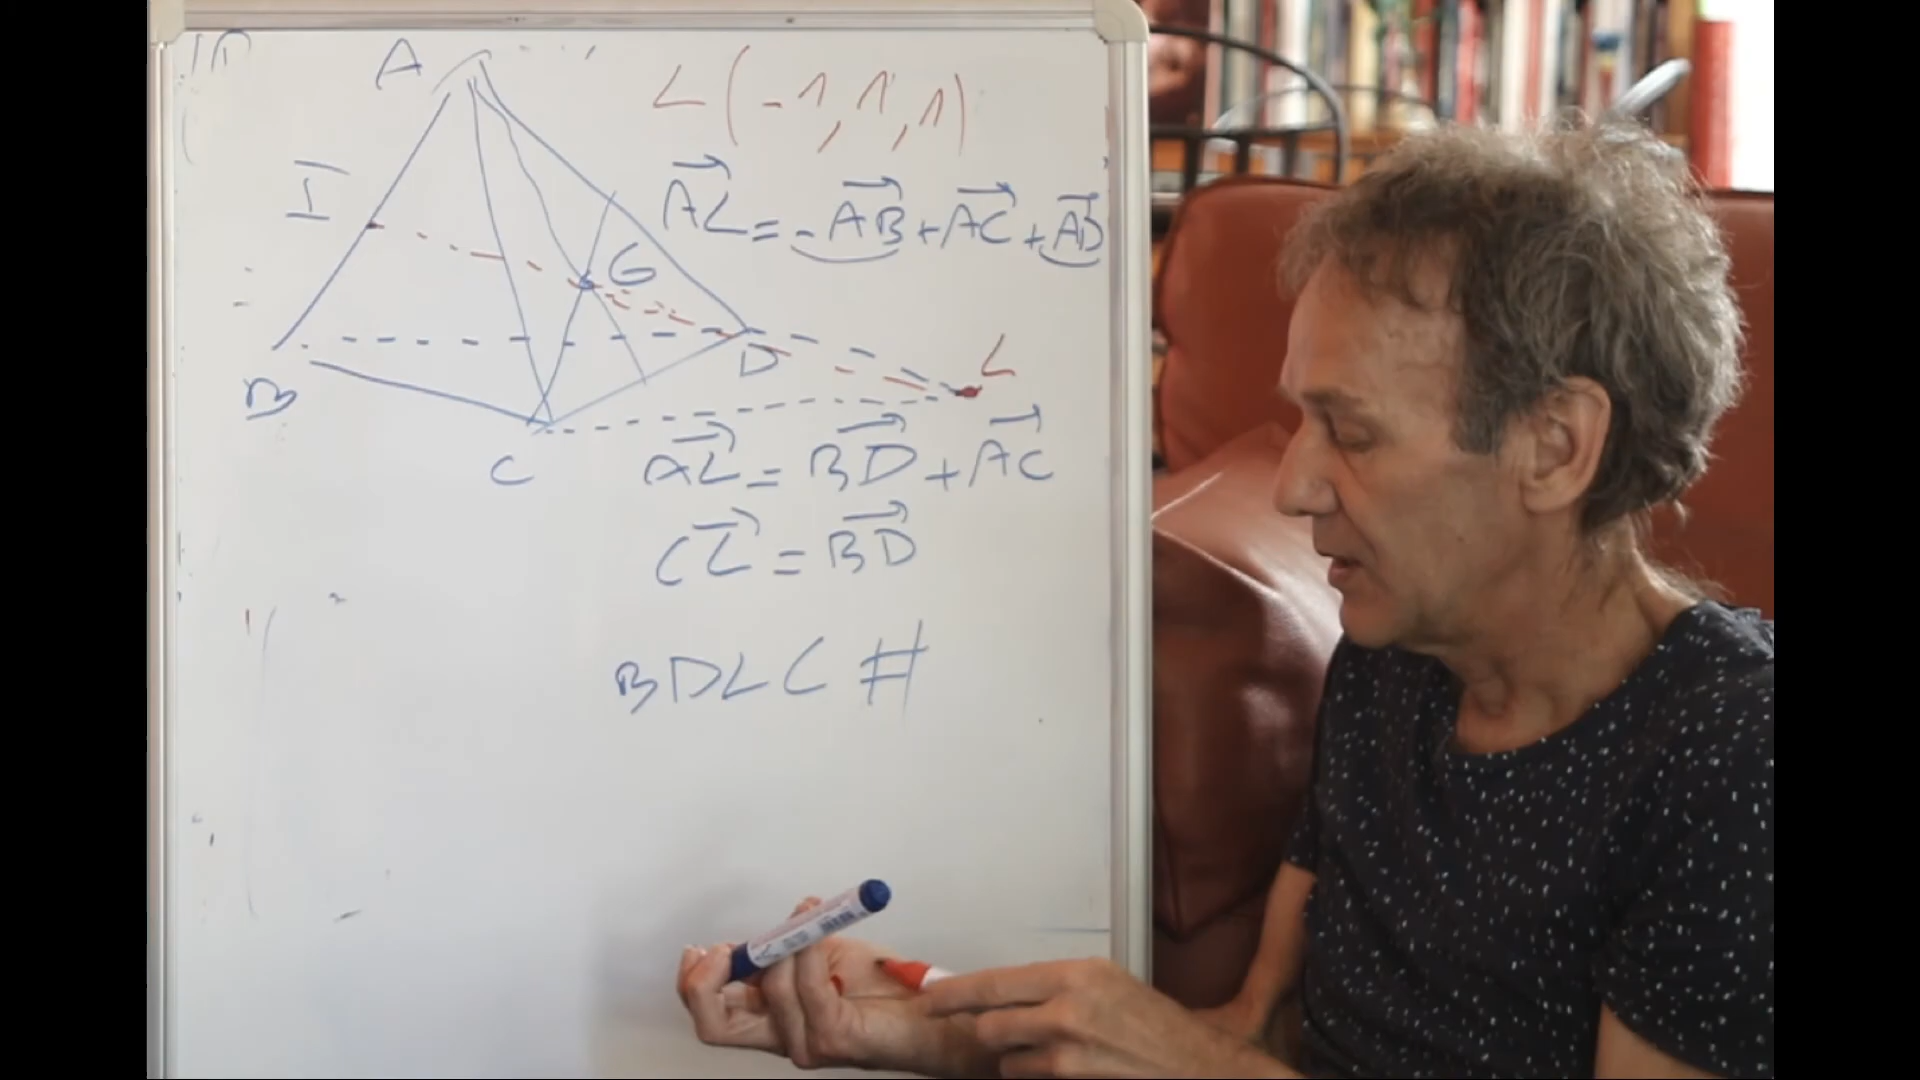 A
L(-1,1,1)
I
AL = -AB + AC + AD
G
D
L
B
C
AL = BD + AC
CL = BD
BDLC #